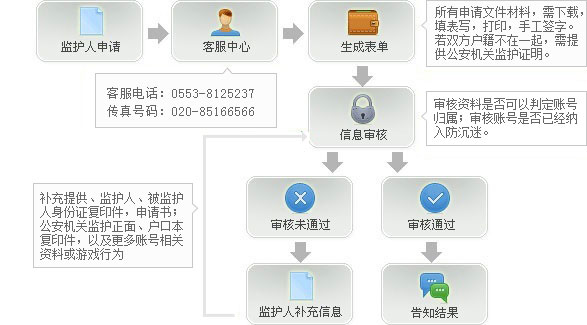 监护人申请
客服中心
生成表单
所有申请文件材料，需下载，
填表写，打印，手工签字。
若双方户籍不在一起，需提
供公安机关监护证明。
客服电话：0553-8125237
传真号码：020-85166566
信息审核
审核资料是否可以判定账号
归属；审核账号是否已经纳
入防沉迷。
审核未通过
审核通过
补充提供、监护人、被监护
人身份证复印件，申请书；
公安机关监护正面、户口本
复印件，以及更多账号相关
资料或游戏行为
监护人补充信息
告知结果